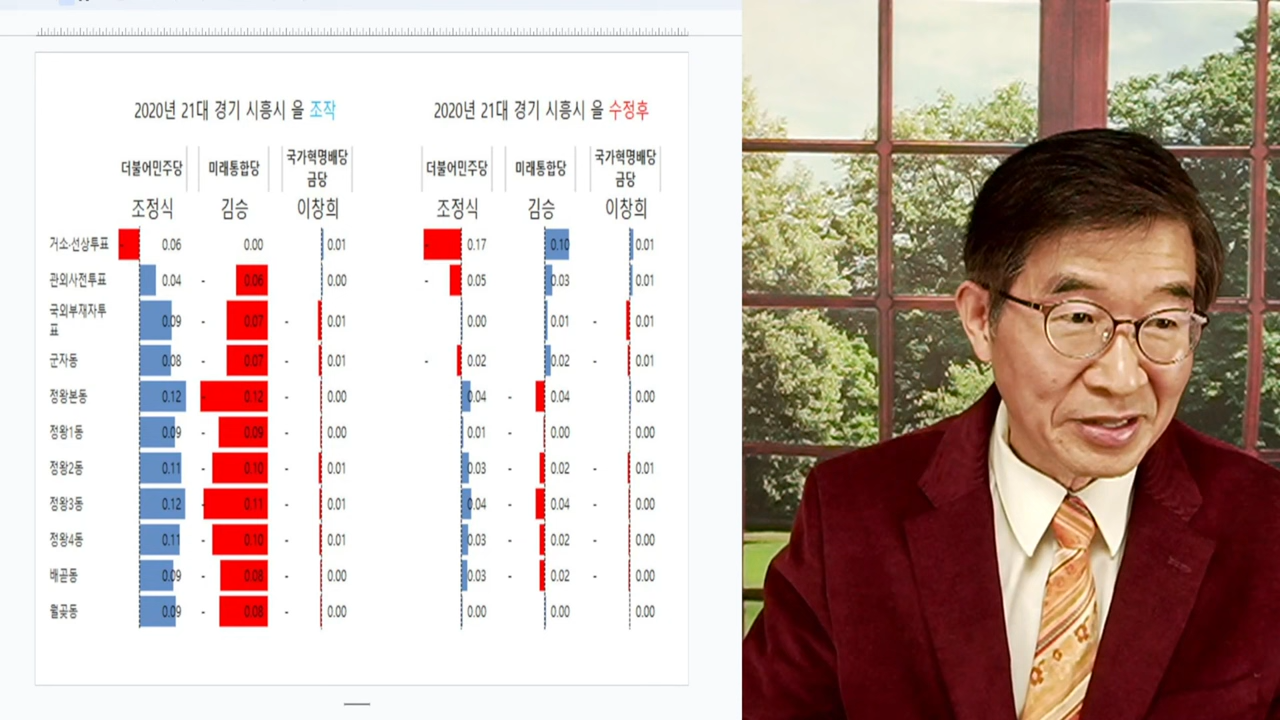 2020년 21대 경기 시흥시 을 조작
더불어민주당 미래통합당 국가혁명배당
금당
조정식 김승 이창희
거소·선상투표 - 0.06 0.00 0.01
관외사전투표 0.04 - 0.06 0.00
국외부재자투
표 0.09 - 0.07 - 0.01
군자동 0.08 - 0.07 - 0.01
정왕본동 0.12 - 0.12 - 0.00
정왕1동 0.09 - 0.09 - 0.00
정왕2동 0.11 - 0.10 - 0.01
정왕3동 0.12 - 0.11 - 0.01
정왕4동 0.11 - 0.10 - 0.01
배곧동 0.09 - 0.08 - 0.00
월곶동 0.09 - 0.08 - 0.00
2020년 21대 경기 시흥시 을 수정후
더불어민주당 미래통합당 국가혁명배당
금당
조정식 김승 이창희
- 0.17 0.10 0.01
- 0.05 0.03 0.01
0.00 0.01 - 0.01
- 0.02 0.02 - 0.01
0.04 - 0.04 0.00
0.01 - 0.00 - 0.00
0.03 - 0.02 - 0.01
0.04 - 0.04 - 0.00
0.03 - 0.02 - 0.00
0.03 - 0.02 - 0.00
0.00 0.00 - 0.00